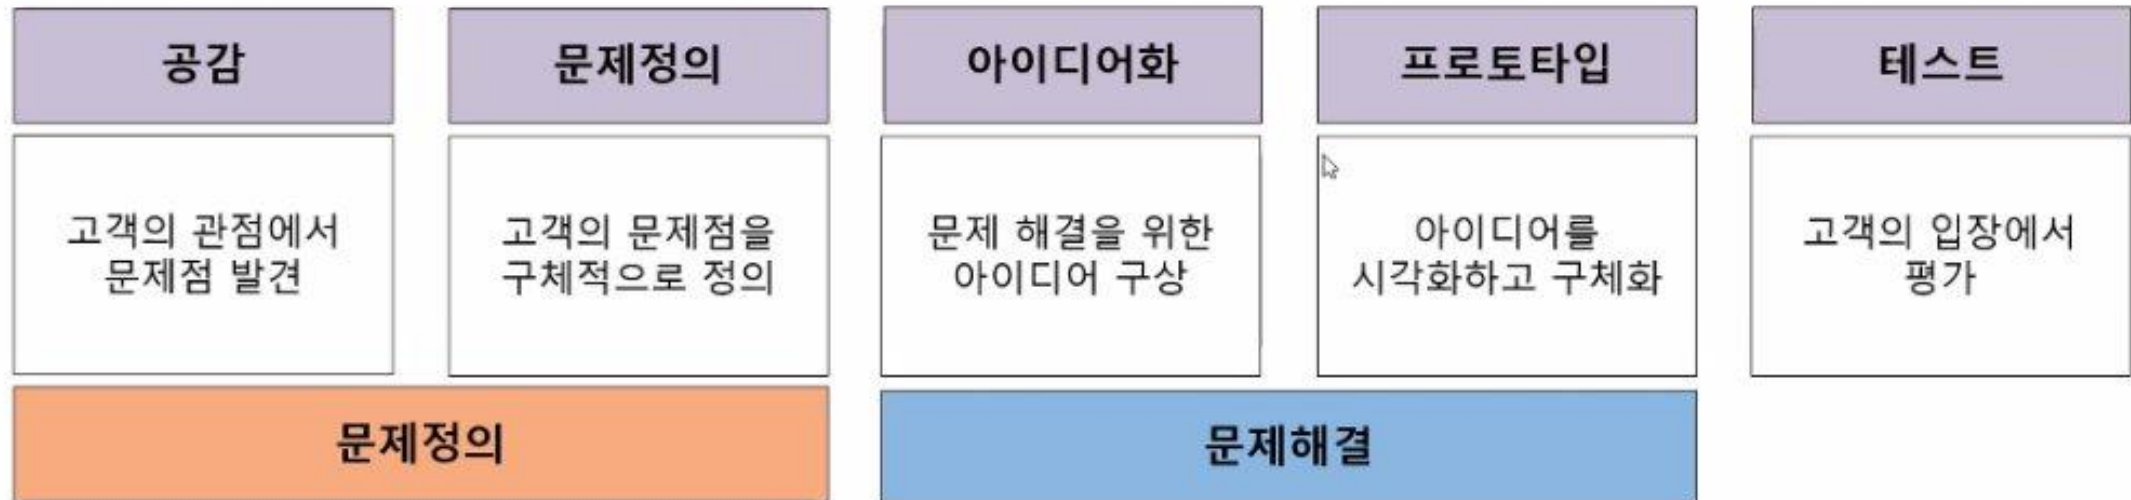 공감
문제정의
아이디어화
프로토타입
테스트
고객의 관점에서
문제점 발견
고객의 문제점을
구체적으로 정의
문제 해결을 위한
아이디어 구상
아이디어를
시각화하고 구체화
고객의 입장에서
평가
문제정의
문제해결